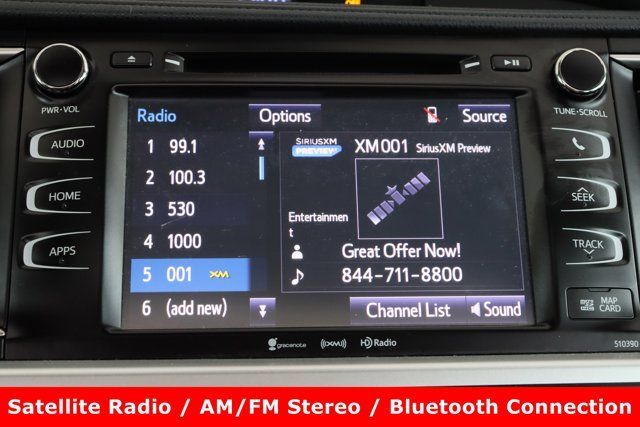 PWR•VOL
TUNE•SCROLL
AUDIO
HOME
APPS
Radio
Options
Source
1 99.1
2 100.3
3 530
4 1000
5 001 XM
6 (add new)
SIRIUSXM
PREVIEW
XM001 SiriusXM Preview
Entertainmen
t
Great Offer Now!
844-711-8800
Channel List
Sound
SEEK
TRACK
MAP
CARD
gracenote
((XM))
HD Radio
510390
Satellite Radio / AM/FM Stereo / Bluetooth Connection